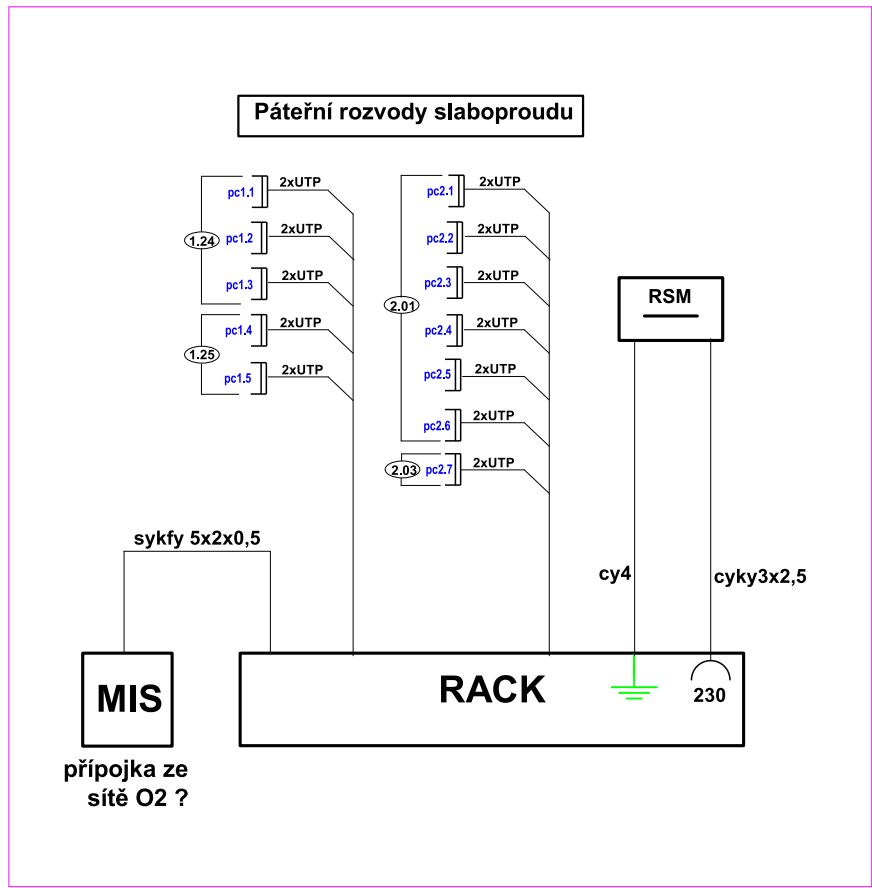 Páteřní rozvody slaboproudu
pc1.1 2xUTP
1.24 pc1.2 2xUTP
pc1.3 2xUTP
pc1.4 2xUTP
1.25
pc1.5 2xUTP
pc2.1 2xUTP
pc2.2 2xUTP
pc2.3 2xUTP
2.01
pc2.4 2xUTP
pc2.5 2xUTP
pc2.6 2xUTP
2.03 pc2.7 2xUTP
RSM
sykfy 5x2x0,5
cy4
cyky3x2,5
MIS
RACK
230
přípojka ze
sítě O2 ?